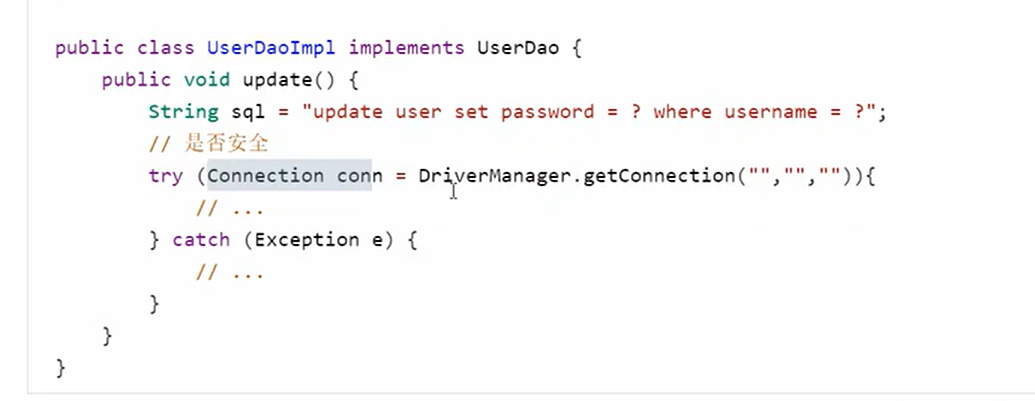 public class UserDaoImpl implements UserDao {
public void update() {
String sql = "update user set password = ? where username = ?";
// 是否安全
try (Connection conn = DriverManager.getConnection("","","")){
// ...
} catch (Exception e) {
// ...
}
}
}